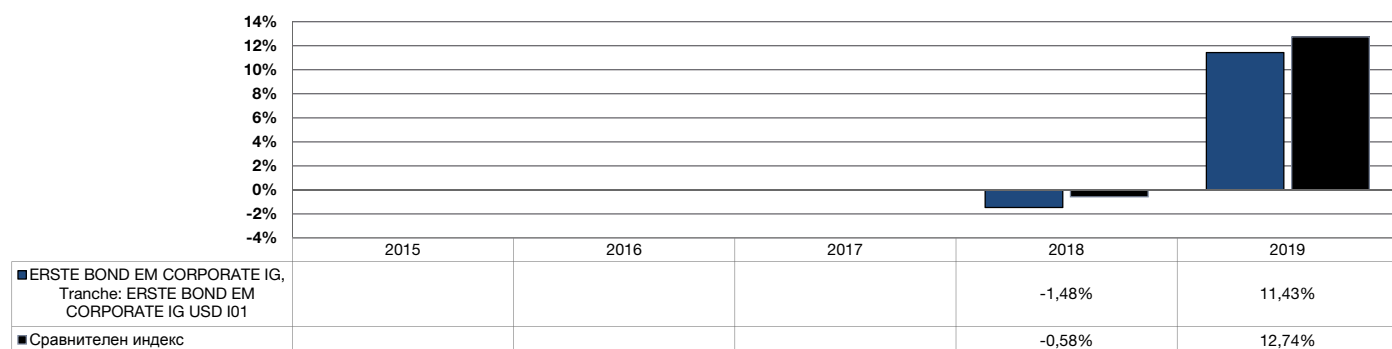 14%
12%
10%
8%
6%
4%
2%
0%
-2%
-4%
2015 2016 2017 2018 2019
ERSTE BOND EM CORPORATE IG,
Tranche: ERSTE BOND EM
CORPORATE IG USD I01
-1,48% 11,43%
Сравнителен индекс -0,58% 12,74%